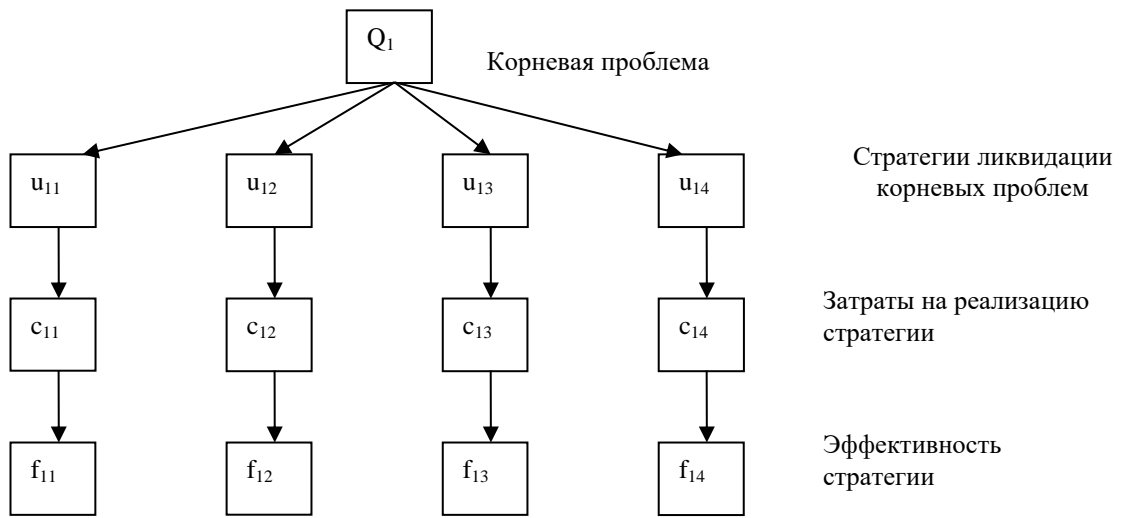 Q₁
Корневая проблема
u₁₁ u₁₂ u₁₃ u₁₄
Стратегии ликвидации
корневых проблем
c₁₁ c₁₂ c₁₃ c₁₄
Затраты на реализацию
стратегии
f₁₁ f₁₂ f₁₃ f₁₄
Эффективность
стратегии